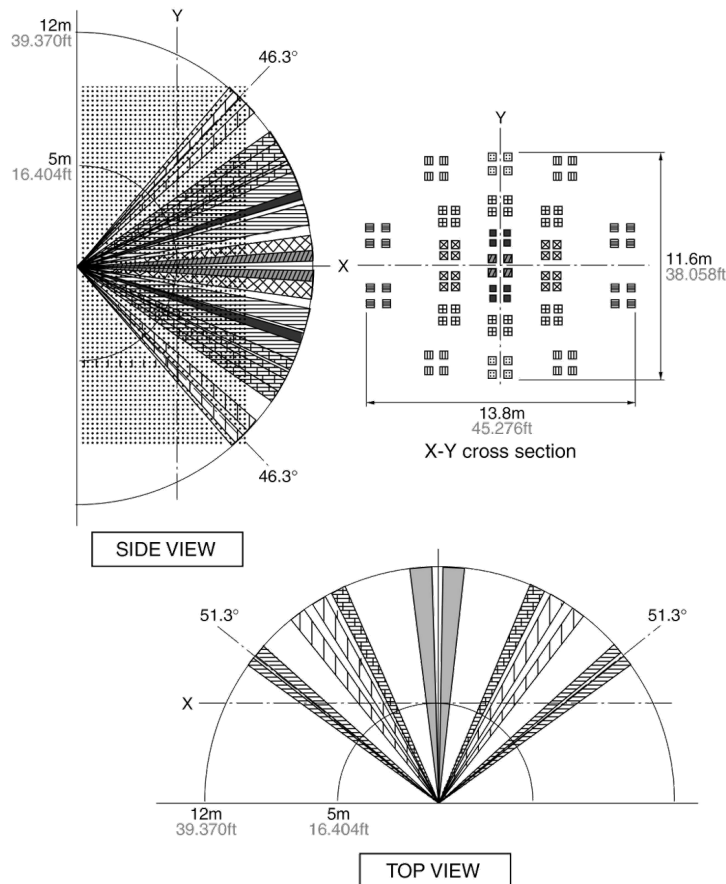 Y
12m
39.370ft
46.3°
5m
16.404ft
X
46.3°
SIDE VIEW
Y
11.6m
38.058ft
13.8m
45.276ft
X-Y cross section
51.3°
51.3°
X
12m
39.370ft
5m
16.404ft
TOP VIEW